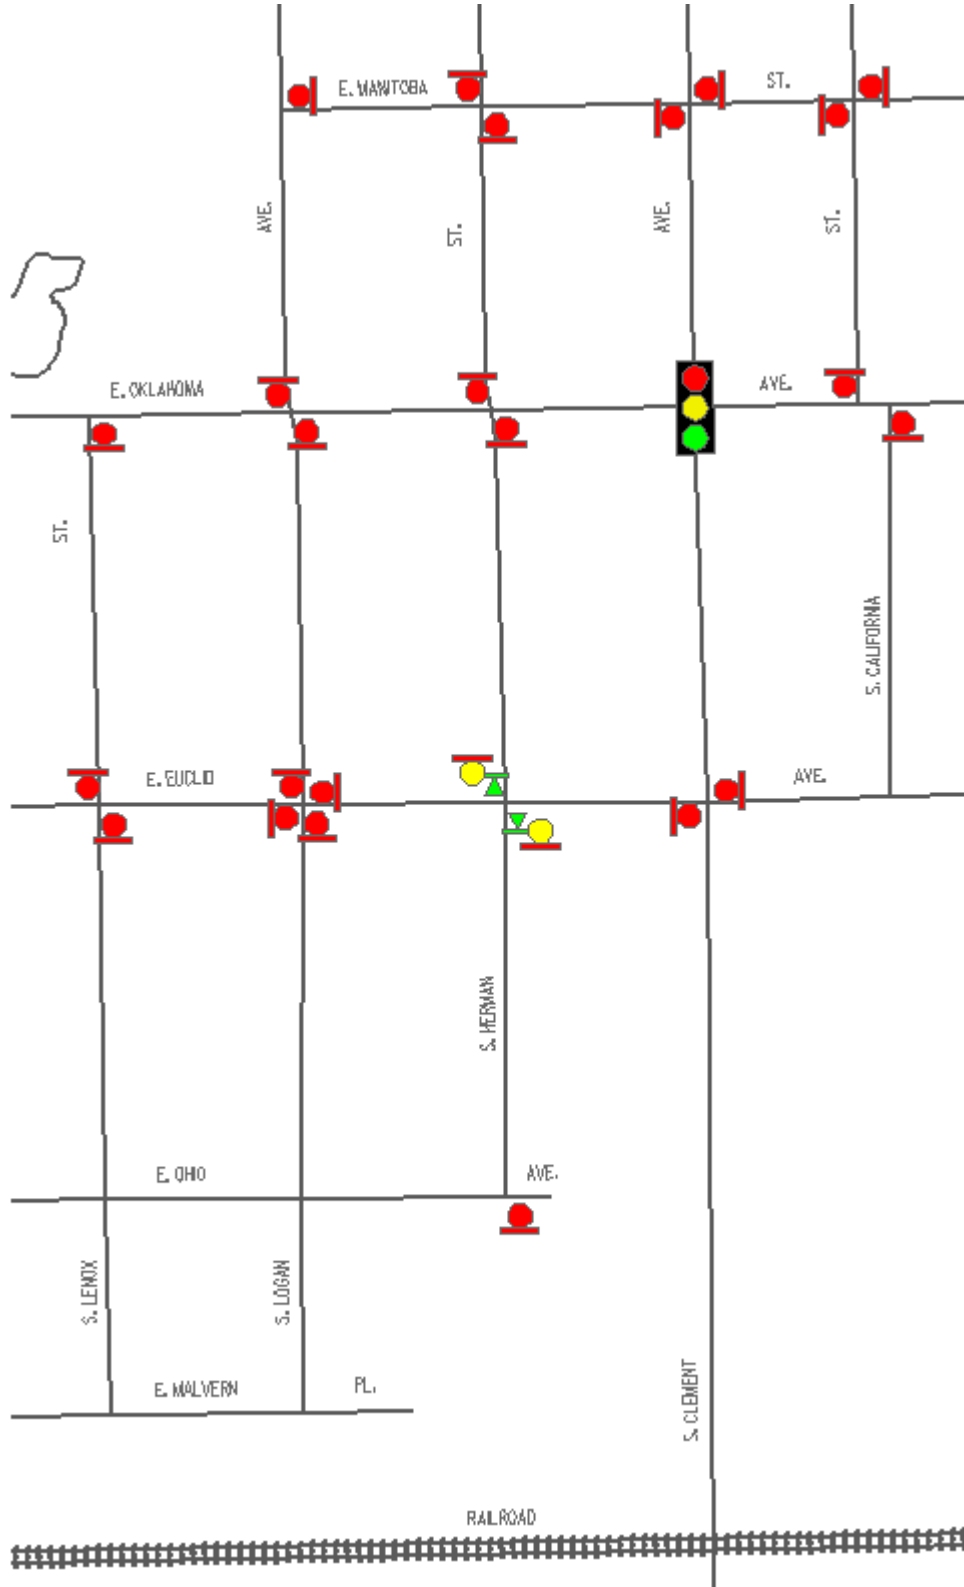 E. MANITOBA
ST.
AVE.
ST.
AVE.
ST.
E. OKLAHOMA
AVE.
ST.
S. CALIFORNIA
E. EUCLID
AVE.
S. HERMAN
E. OHIO
AVE.
S. LENOX
S. LOGAN
S. CLEMENT
E. MALVERN
PL.
RAILROAD